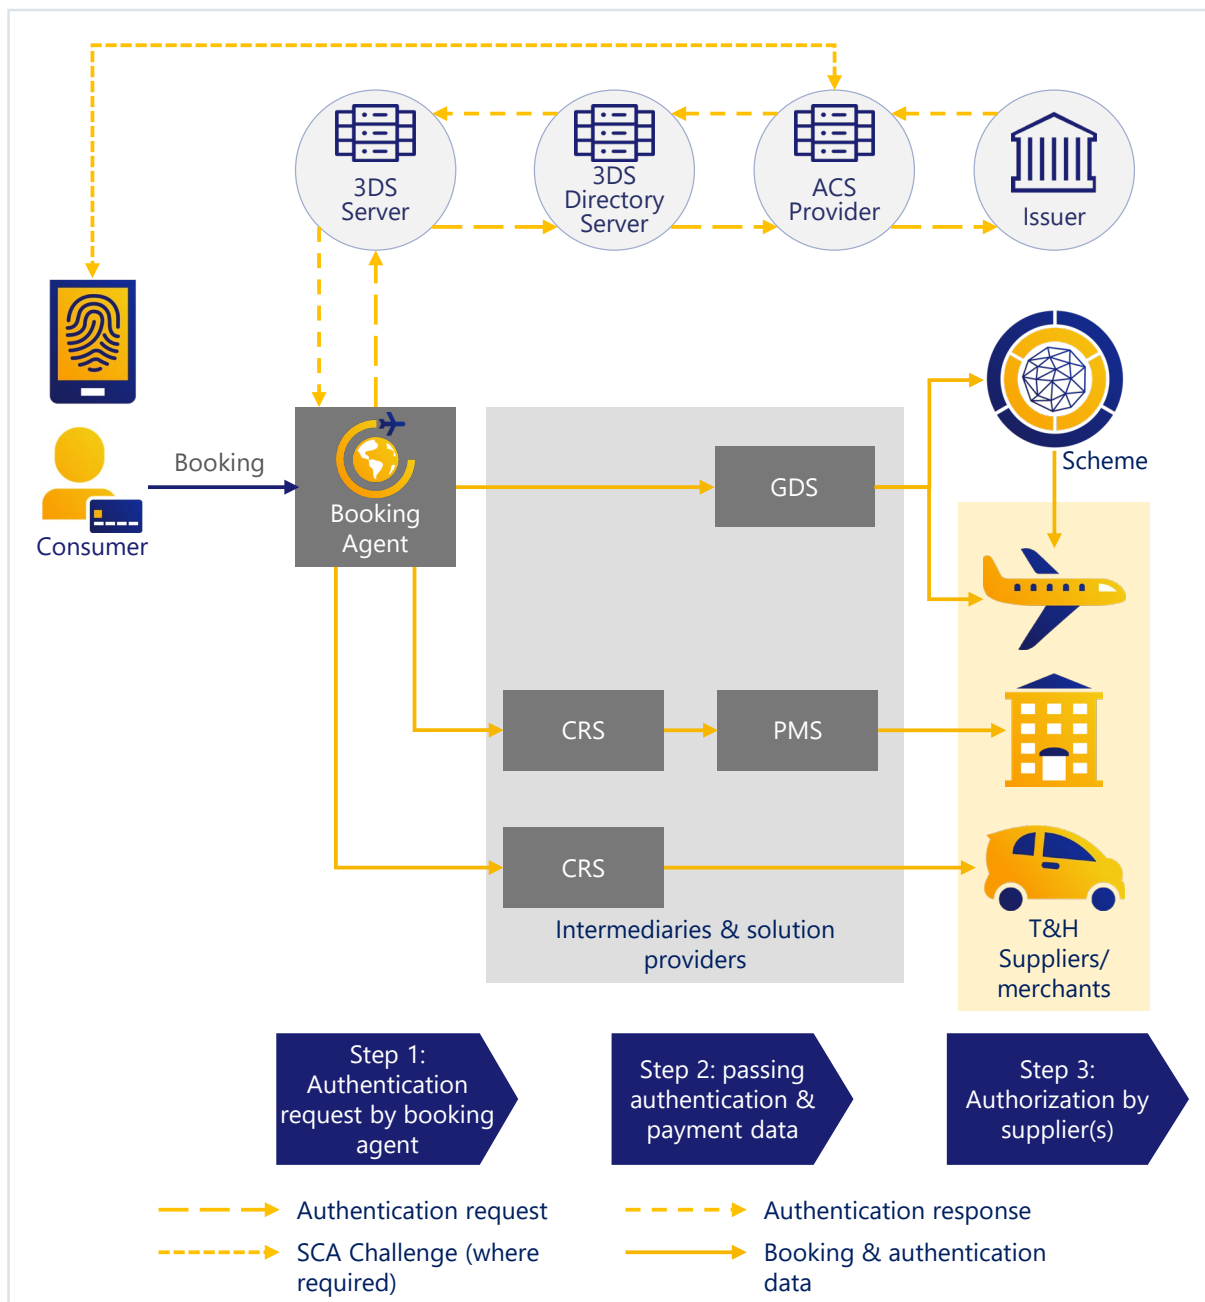 3DS
Server
3DS
Directory
Server
ACS
Provider
Issuer
Booking
Consumer
Booking
Agent
GDS
Scheme
CRS
PMS
CRS
Intermediaries & solution
providers
T&H
Suppliers/
merchants
Step 1:
Authentication
request by booking
agent
Step 2: passing
authentication &
payment data
Step 3:
Authorization by
supplier(s)
Authentication request
Authentication response
SCA Challenge (where
required)
Booking & authentication
data